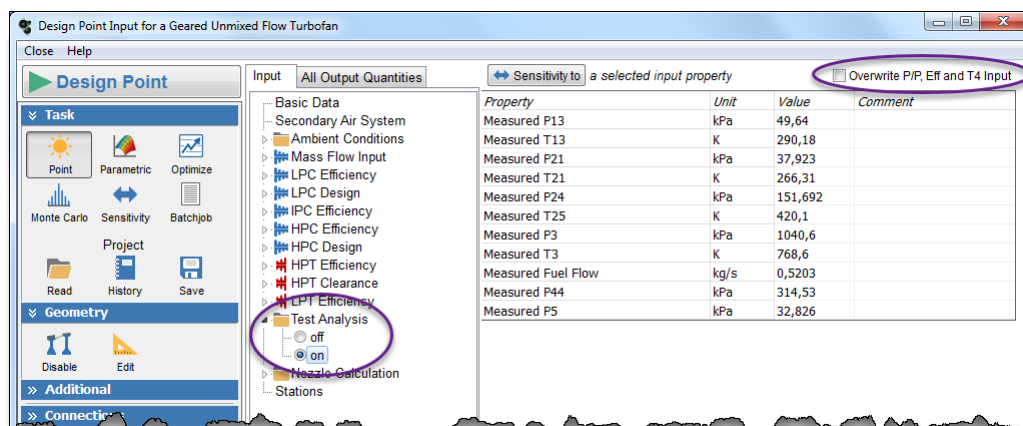 Design Point Input for a Geared Unmixed Flow Turbofan
Close Help
Design Point
Task
Point Parametric Optimize
Monte Carlo Sensitivity Batchjob
Project
Read History Save
Geometry
Disable Edit
Additional
Connections
Input All Output Quantities
Basic Data
Secondary Air System
Ambient Conditions
Mass Flow Input
LPC Efficiency
LPC Design
IPC Efficiency
HPC Efficiency
HPC Design
HPT Efficiency
HPT Clearance
LPT Efficiency
Test Analysis
off
on
Nozzle Calculation
Stations
Sensitivity to a selected input property Overwrite P/P, Eff and T4 Input
Property Unit Value Comment
Measured P13 kPa 49,64
Measured T13 K 290,18
Measured P21 kPa 37,923
Measured T21 K 266,31
Measured P24 kPa 151,692
Measured T25 K 420,1
Measured P3 kPa 1040,6
Measured T3 K 768,6
Measured Fuel Flow kg/s 0,5203
Measured P44 kPa 314,53
Measured P5 kPa 32,826